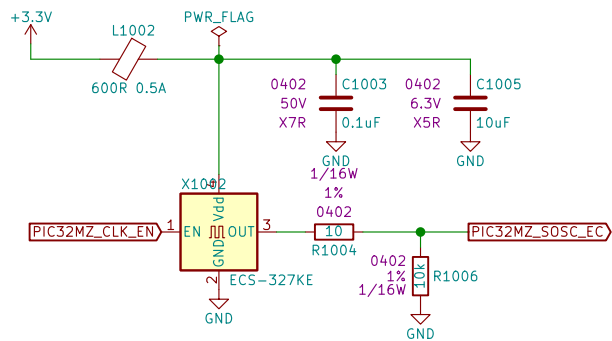 +3.3V
PWR_FLAG
L1002
600R 0.5A
0402
C1003
50V
X7R
0.1uF
GND
0402
C1005
6.3V
X5R
10uF
GND
1/16W
1%
0402
10
R1004
X1002
4
Vdd
PIC32MZ_CLK_EN
1
EN
OUT
3
GND
2
ECS-327KE
GND
PIC32MZ_SOSC_EC
0402
1%
1/16W
10k
R1006
GND